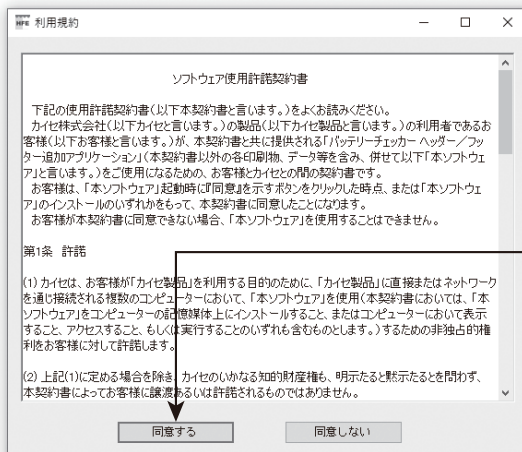 HFE 利用規約
ソフトウェア使用許諾契約書
下記の使用許諾契約書(以下本契約書と言います。)をよくお読みください。
カイセ株式会社(以下カイセと言います。)の製品(以下カイセ製品と言います。)の利用者であるお
客様(以下お客様と言います。)が、本契約書と共に提供される「バッテリーチェッカー ヘッダー/フッ
ター追加アプリケーション」(本契約書以外の各印刷物、データ等を含み、併せて以下「本ソフトウェ
ア」と言います。)をご使用になるための、お客様とカイセとの間の契約書です。
お客様は、「本ソフトウェア」起動時に『同意』を示すボタンをクリックした時点、または「本ソフトウェ
ア」のインストールのいずれかをもって、本契約書に同意したことになります。
お客様が本契約書に同意できない場合、「本ソフトウェア」を使用することはできません。
第1条 許諾
(1) カイセは、お客様が「カイセ製品」を利用する目的のために、「カイセ製品」に直接またはネットワーク
を通じ接続される複数のコンピューターにおいて、「本ソフトウェア」を使用(本契約書においては、「本
ソフトウェア」をコンピューターの記憶媒体上にインストールすること、またはコンピューターにおいて表示
すること、アクセスすること、もしくは実行することのいずれも含むものとします。)するための非独占的権
利をお客様に対して許諾します。
(2) 上記(1)に定める場合を除き、カイセのいかなる知的財産権も、明示たると黙示たるとを問わず、
本契約書によってお客様に譲渡あるいは許諾されるものではありません。
同意する 同意しない